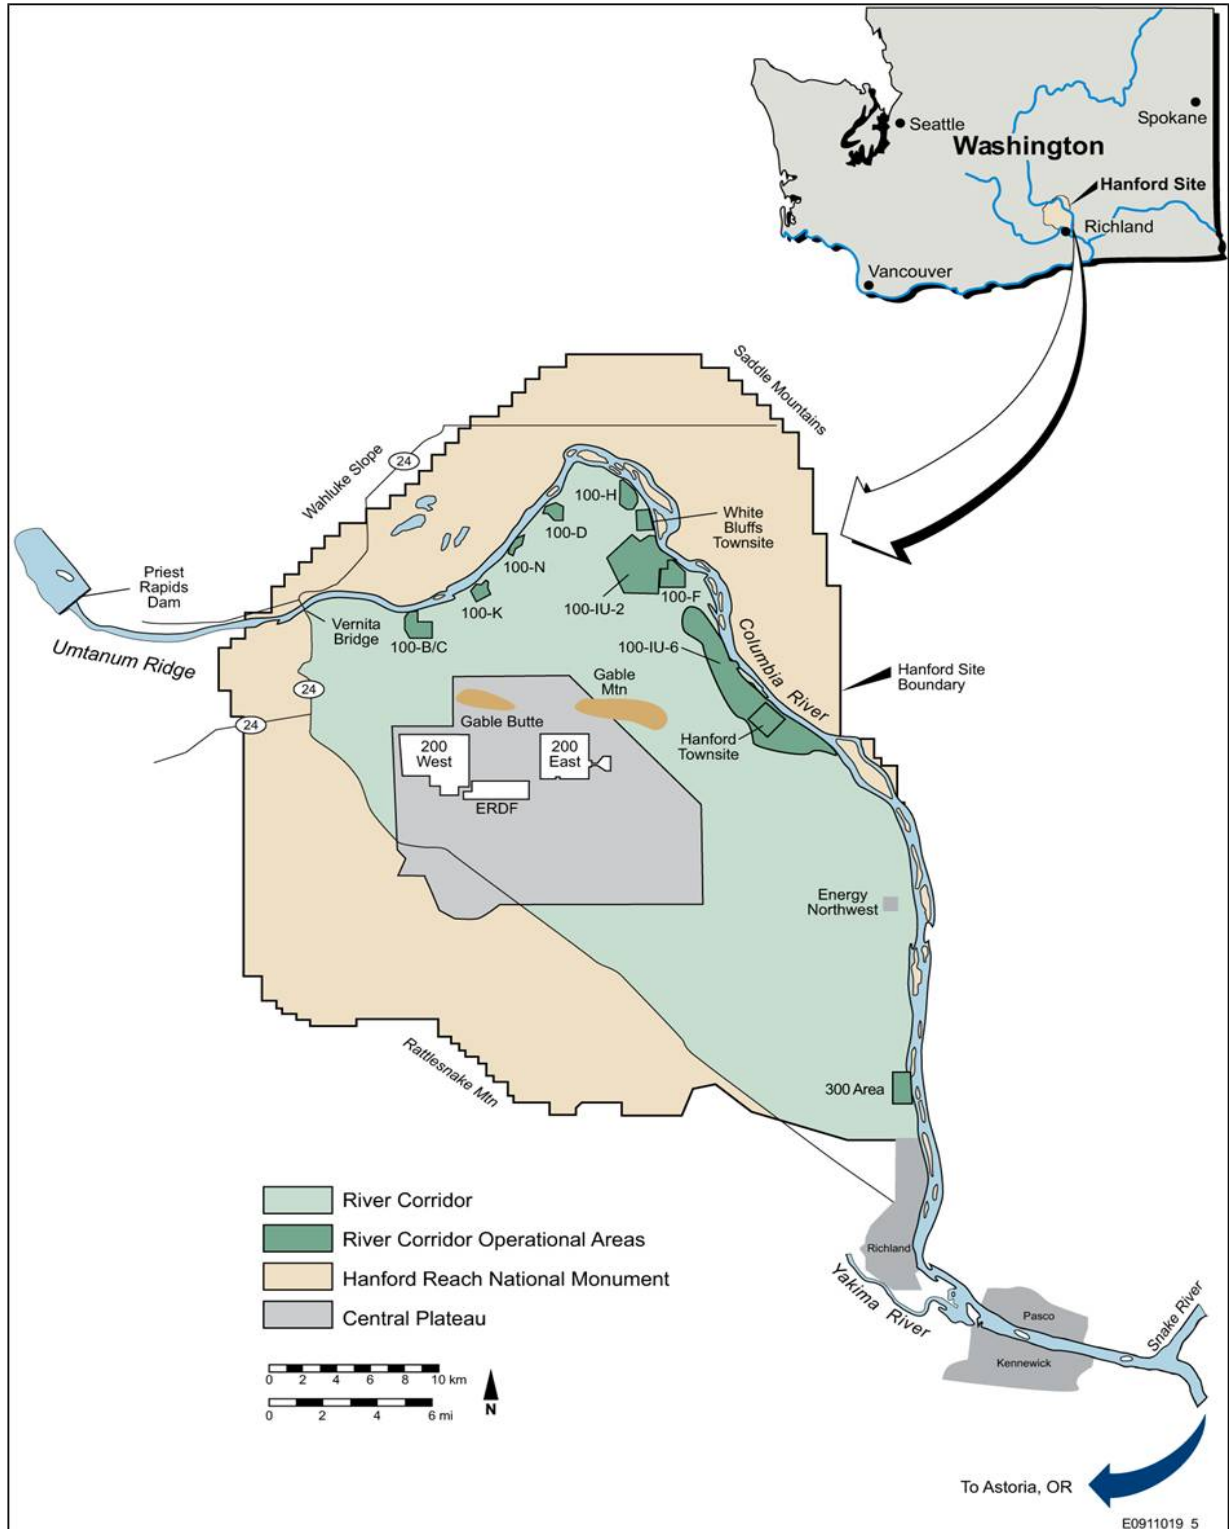 Seattle
Spokane
Washington
Hanford Site
Richland
Vancouver
Saddle Mountains
Wahluke Slope
24
100-H
White
Bluffs
Townsite
100-D
100-N
Priest
Rapids
Dam
100-K
100-IU-2
100-F
Vernita
Bridge
100-B/C
Umtanum Ridge
100-IU-6
Columbia River
Hanford Site
Boundary
24
Gable
Mtn
24
Gable Butte
Hanford
Townsite
200
West
200
East
ERDF
Energy
Northwest
Rattlesnake Mtn
300 Area
River Corridor
River Corridor Operational Areas
Hanford Reach National Monument
Central Plateau
Richland
Yakima River
Pasco
Kennewick
Snake River
0 2 4 6 8 10 km
0 2 4 6 mi
N
To Astoria, OR
E0911019_5